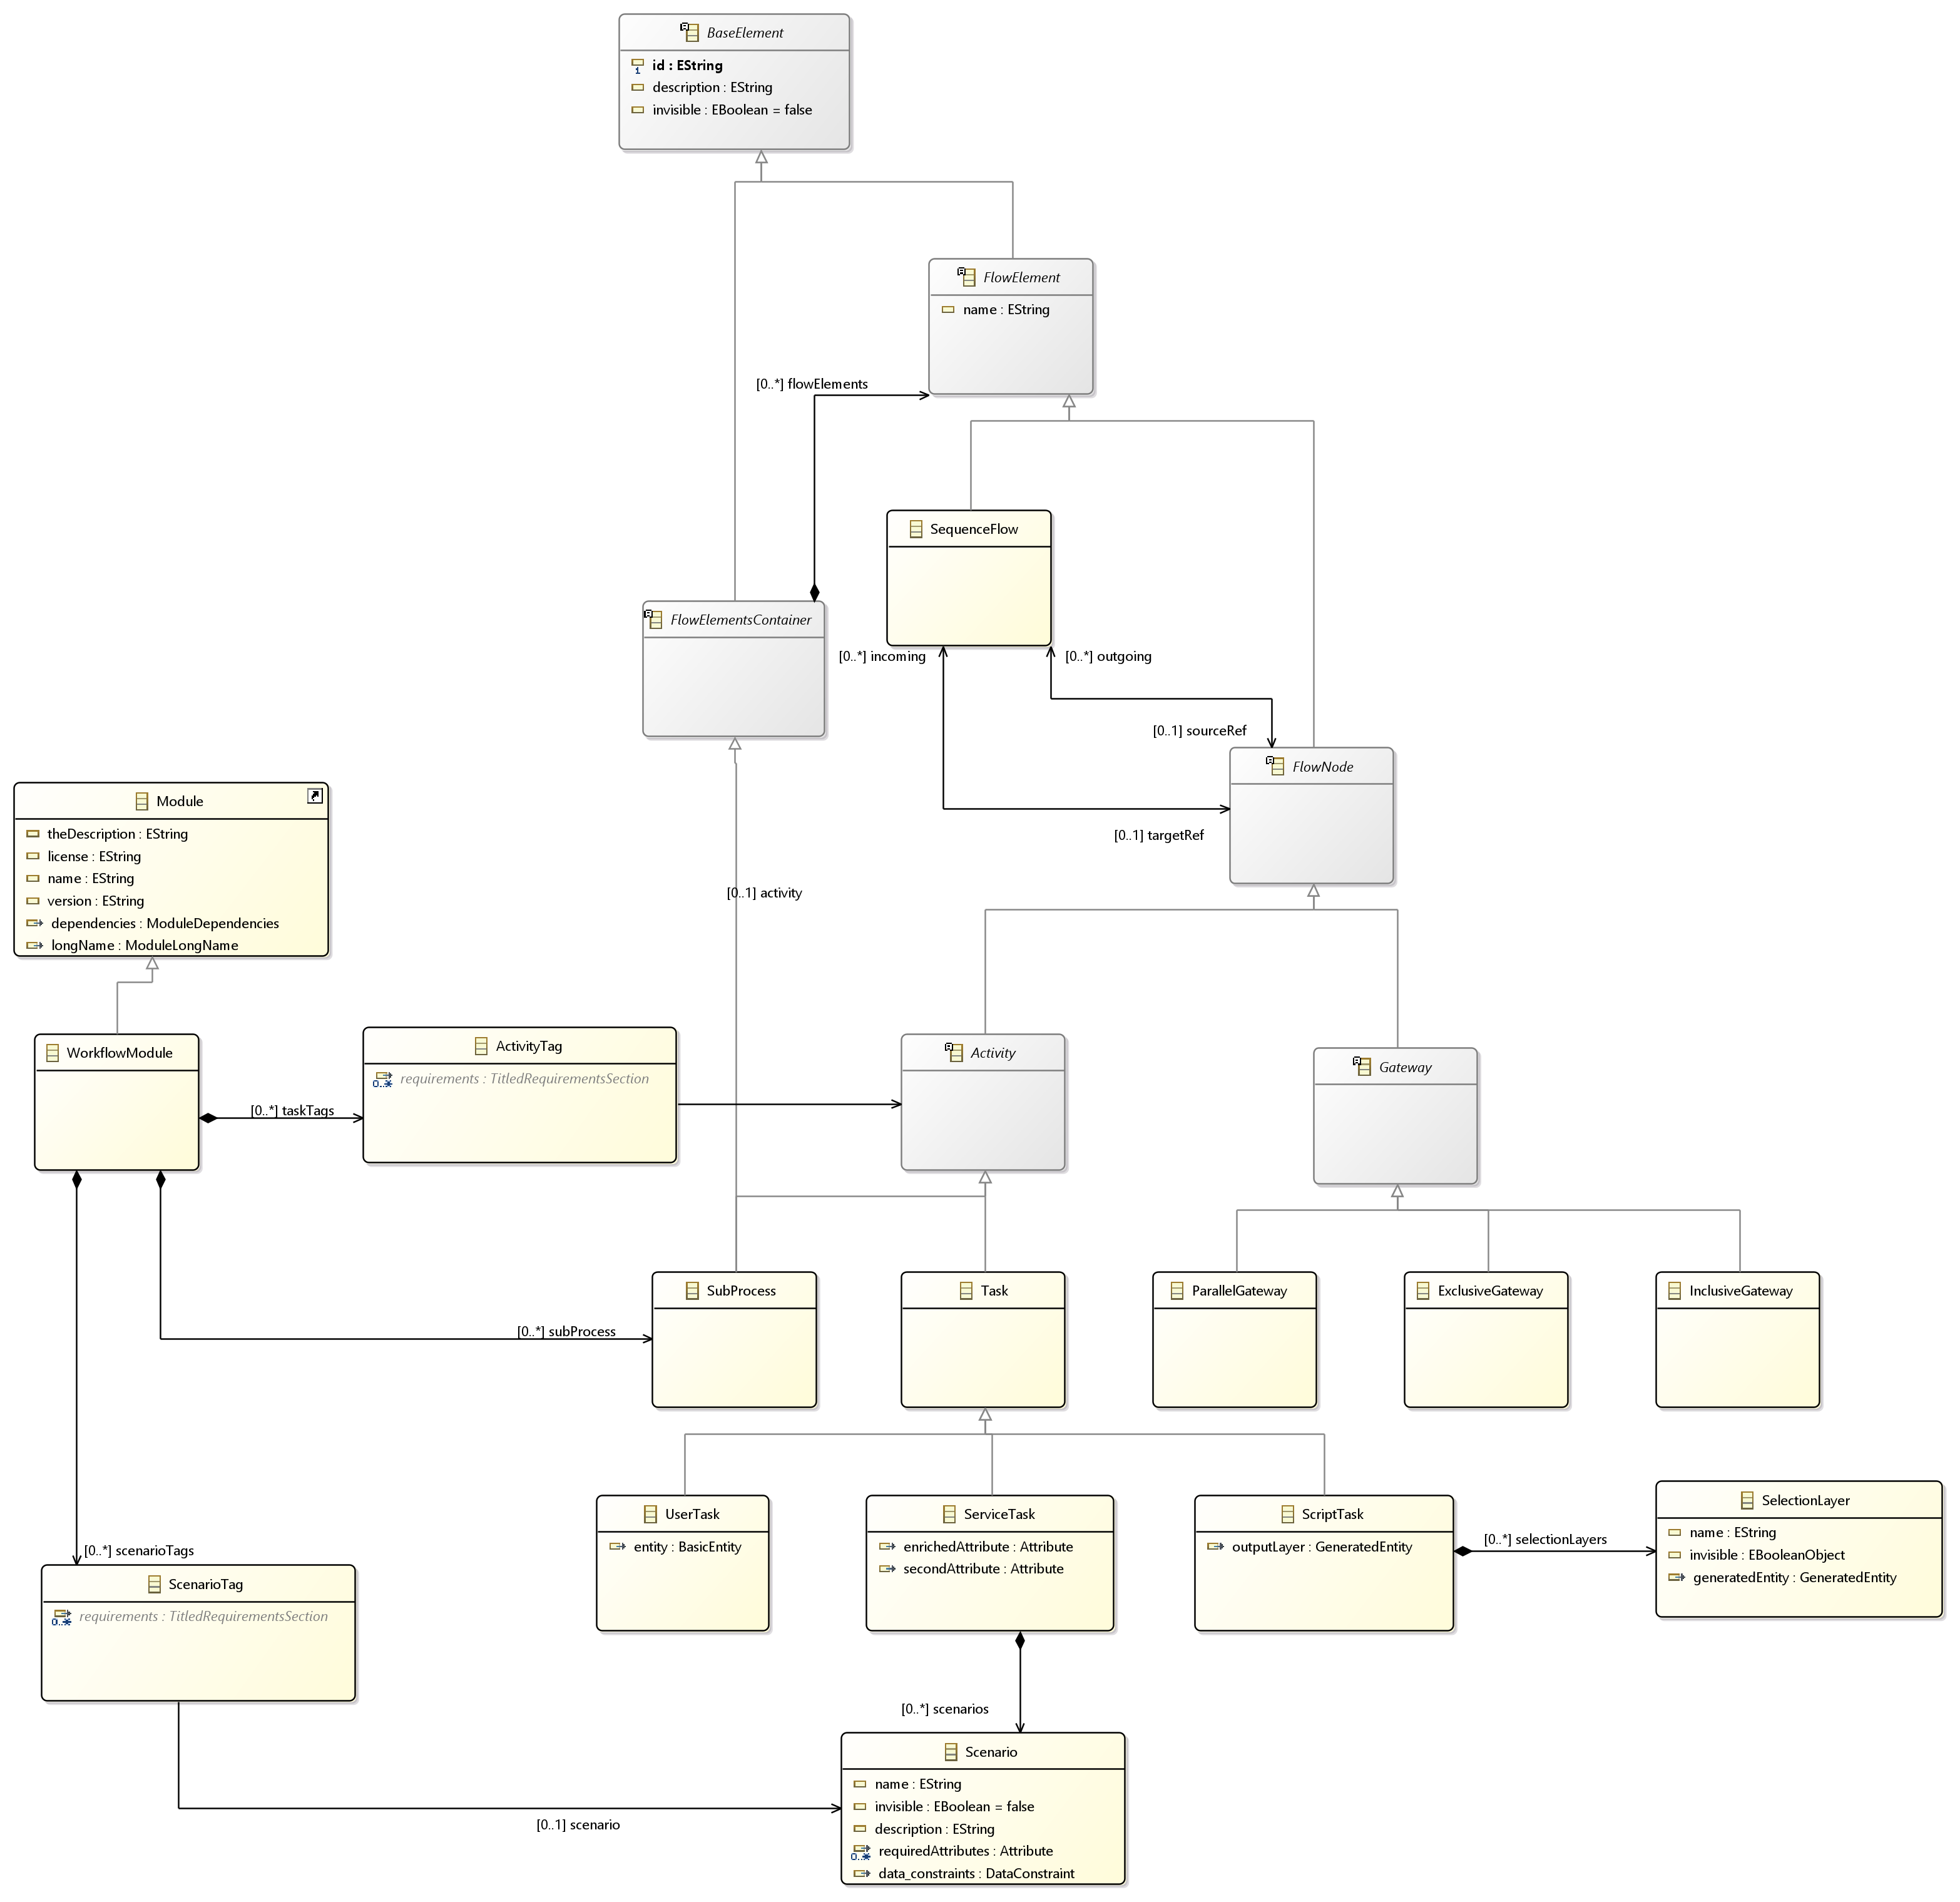 BaseElement
id : EString
description : EString
invisible : EBoolean = false
FlowElement
name : EString
[0..*] flowElements
SequenceFlow
FlowElementsContainer
[0..*] incoming
[0..*] outgoing
[0..1] sourceRef
FlowNode
[0..1] targetRef
Module
theDescription : EString
license : EString
name : EString
version : EString
dependencies : ModuleDependencies
longName : ModuleLongName
[0..1] activity
WorkflowModule
[0..*] taskTags
ActivityTag
0..* requirements : TitledRequirementsSection
Activity
Gateway
SubProcess
[0..*] subProcess
Task
ParallelGateway
ExclusiveGateway
InclusiveGateway
UserTask
entity : BasicEntity
ServiceTask
enrichedAttribute : Attribute
secondAttribute : Attribute
ScriptTask
outputLayer : GeneratedEntity
[0..*] selectionLayers
SelectionLayer
name : EString
invisible : EBooleanObject
generatedEntity : GeneratedEntity
[0..*] scenarioTags
ScenarioTag
0..* requirements : TitledRequirementsSection
[0..*] scenarios
[0..1] scenario
Scenario
name : EString
invisible : EBoolean = false
description : EString
0..* requiredAttributes : Attribute
data_constraints : DataConstraint